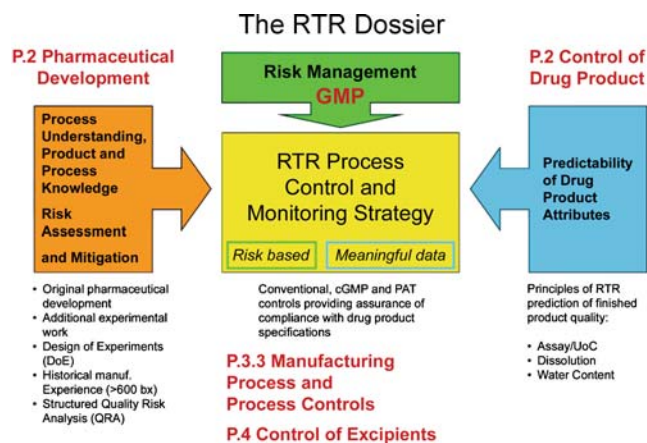 The RTR Dossier
P.2 Pharmaceutical
Development
Process
Understanding,
Product and
Process
Knowledge
Risk
Assessment
and Mitigation
• Original pharmaceutical
development
• Additional experimental
work
• Design of Experiments
(DoE)
• Historical manuf.
Experience (>600 bx)
• Structured Quality Risk
Analysis (QRA)
Risk Management
GMP
RTR Process
Control and
Monitoring Strategy
Risk based
Meaningful data
Conventional, cGMP and PAT
controls providing assurance of
compliance with drug product
specifications
P.3.3 Manufacturing
Process and
Process Controls
P.4 Control of Excipients
P.2 Control of
Drug Product
Predictability
of Drug
Product
Attributes
Principles of RTR
prediction of finished
product quality:
• Assay/UoC
• Dissolution
• Water Content